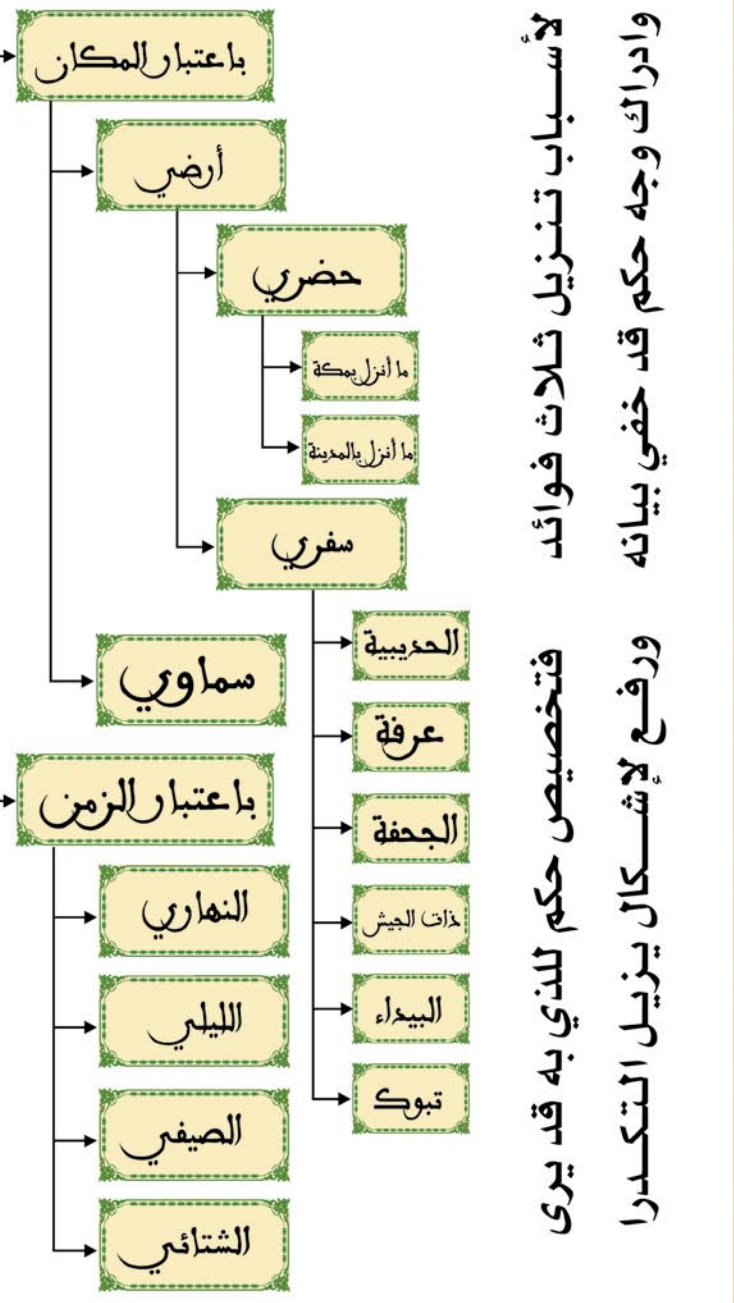 باعتبار المكان
أرضي
حضري
ما أنزل بمكة
ما أنزل بالمدينة
سفري
الحديبية
عرفة
الجحفة
ذات الجيش
البيداء
تبوك
سماوي
باعتبار الزمن
النهاري
الليلي
الصيفي
الشتائي
لأسباب تنزيل ثلاث فوائد فتخصيص حكم للذي به قد يرى
وادراك وجه حكم قد خفي بيانه ورفع لإشكال يزيل التكدرا